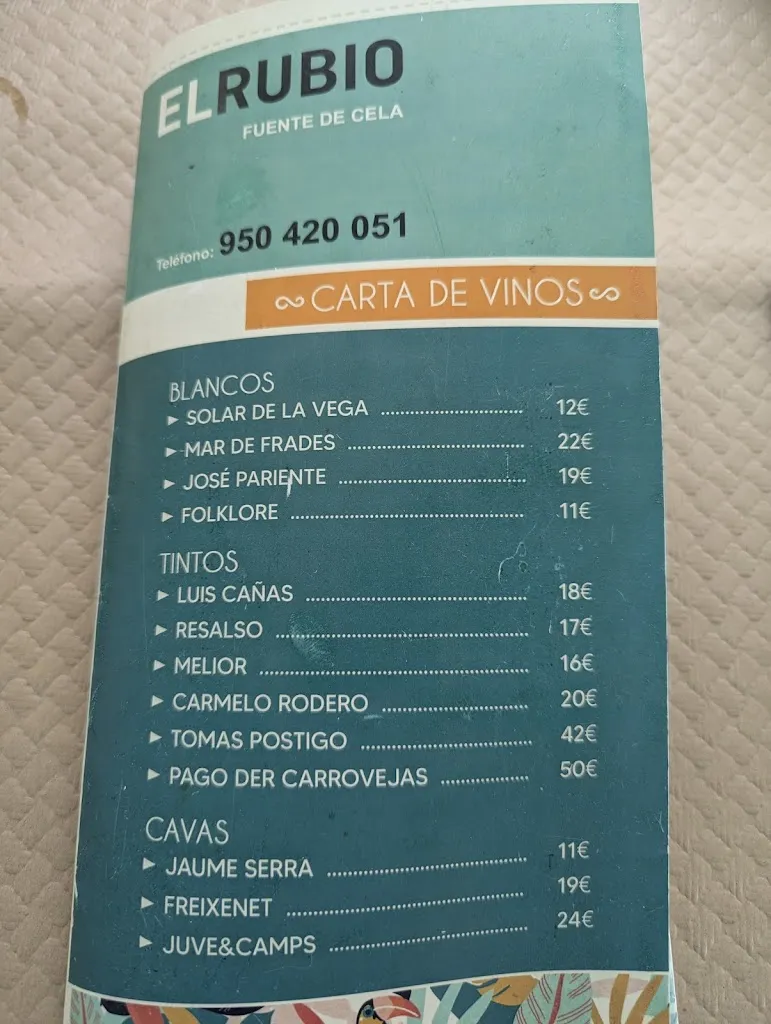 ELRUBIO
FUENTE DE CELA
Teléfono: 950 420 051
CARTA DE VINOS
BLANCOS
SOLAR DE LA VEGA ........................ 12€
MAR DE FRADES ........................ 22€
JOSÉ PARIENTE ........................ 19€
FOLKLORE ........................ 11€
TINTOS
LUIS CAÑAS ........................ 18€
RESALSO ........................ 17€
MELIOR ........................ 16€
CARMELO RODERO ........................ 20€
TOMAS POSTIGO ........................ 42€
PAGO DER CARROVEJAS ........................ 50€
CAVAS
JAUME SERRA ........................ 11€
FREIXENET ........................ 19€
JUVE&CAMPS ........................ 24€